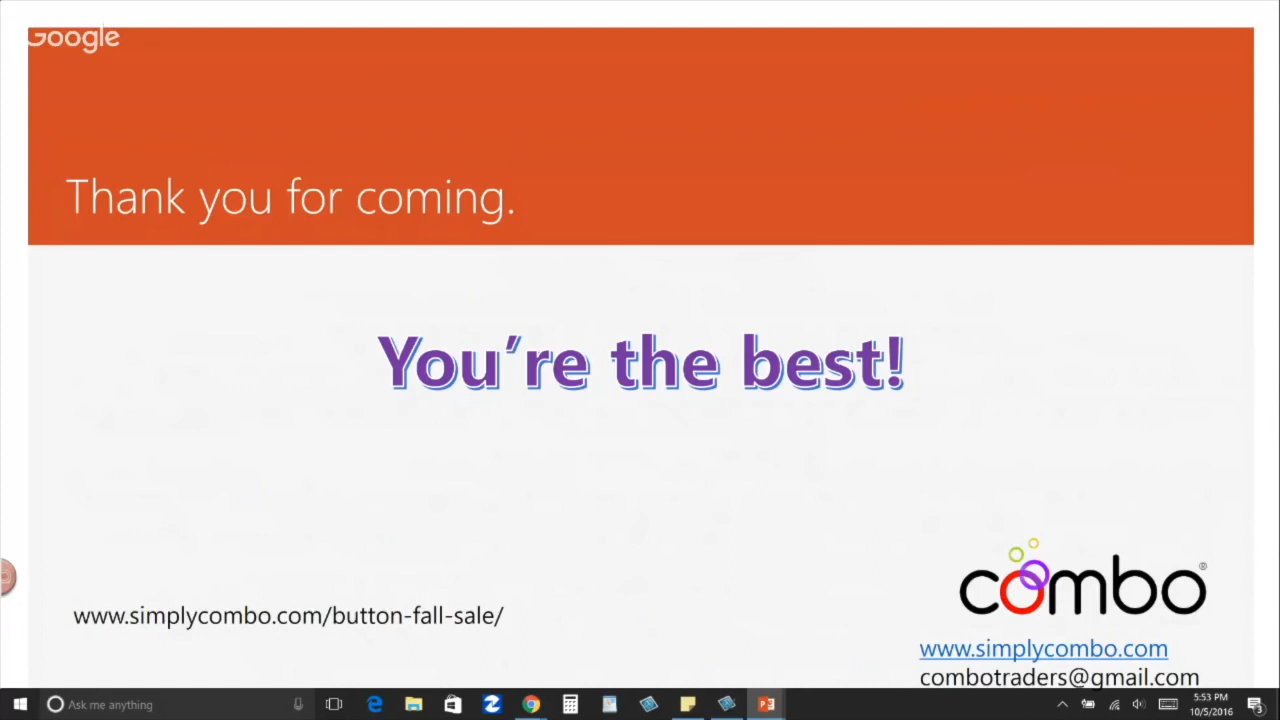 Google
Thank you for coming.
You're the best!
www.simplycombo.com/button-fall-sale/
combo®
www.simplycombo.com
combotraders@gmail.com
Ask me anything
5:53 PM
10/5/2016
3